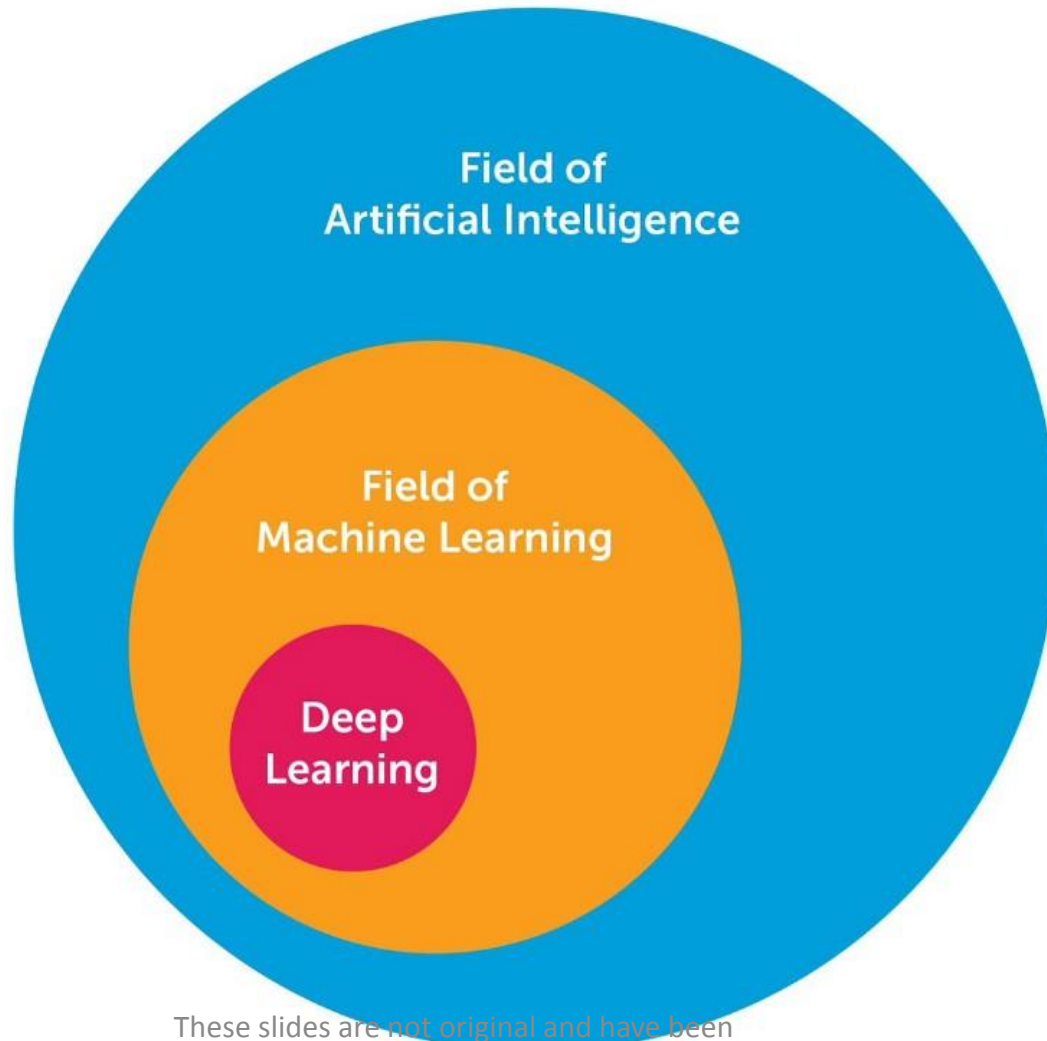 Field of
Artificial Intelligence
Field of
Machine Learning
Deep
Learning
These slides are not original and have been